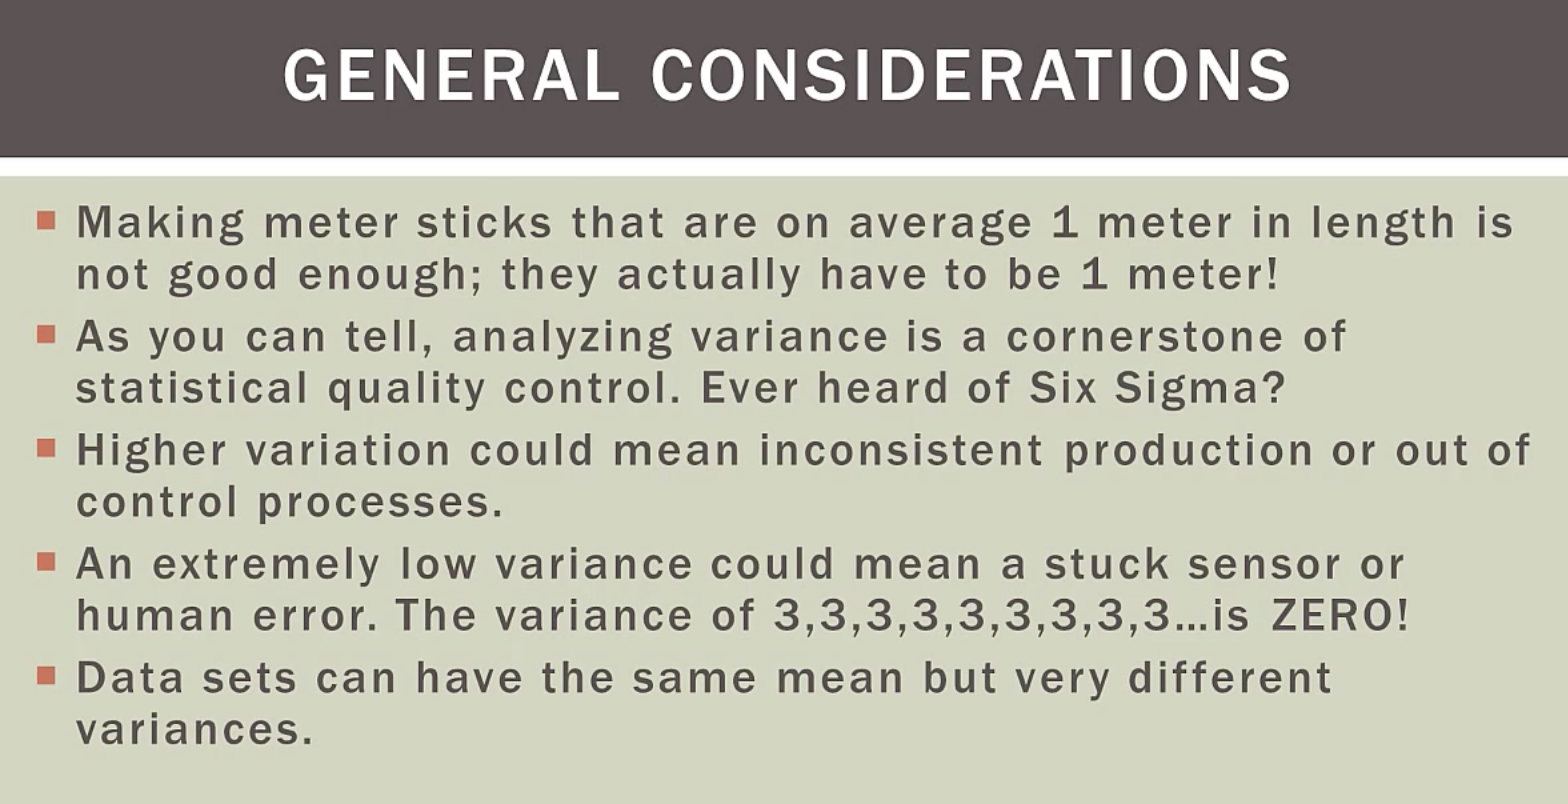 GENERAL CONSIDERATIONS
Making meter sticks that are on average 1 meter in length is
not good enough; they actually have to be 1 meter!
As you can tell, analyzing variance is a cornerstone of
statistical quality control. Ever heard of Six Sigma?
Higher variation could mean inconsistent production or out of
control processes.
An extremely low variance could mean a stuck sensor or
human error. The variance of 3,3,3,3,3,3,3,3,3…is ZERO!
Data sets can have the same mean but very different
variances.